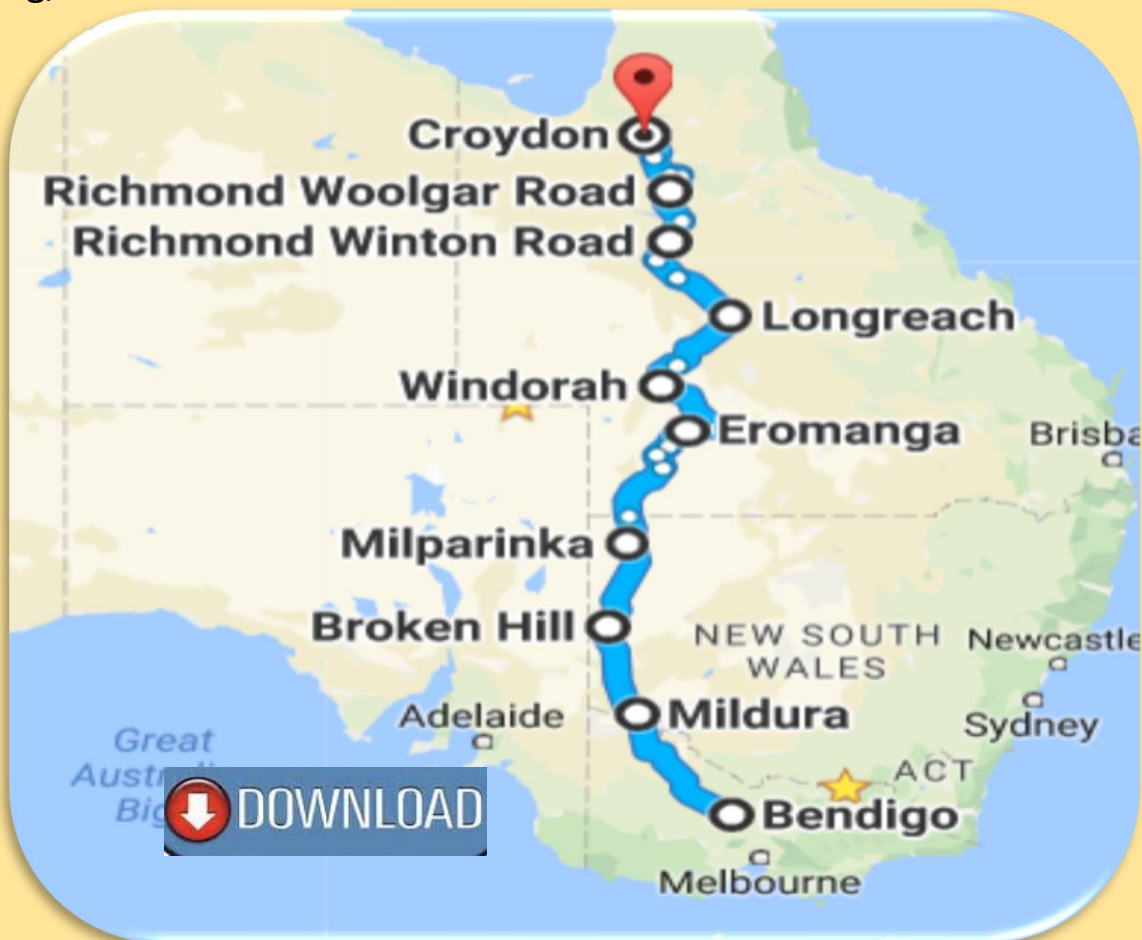 g,
Croydon
Richmond Woolgar Road
Richmond Winton Road
Longreach
Windorah
Eromanga
Brisba
Milparinka
Broken Hill
NEW SOUTH
WALES
Newcastle
Mildura
Adelaide
Sydney
Great
Austr
Big
ACT
DOWNLOAD
Bendigo
Melbourne